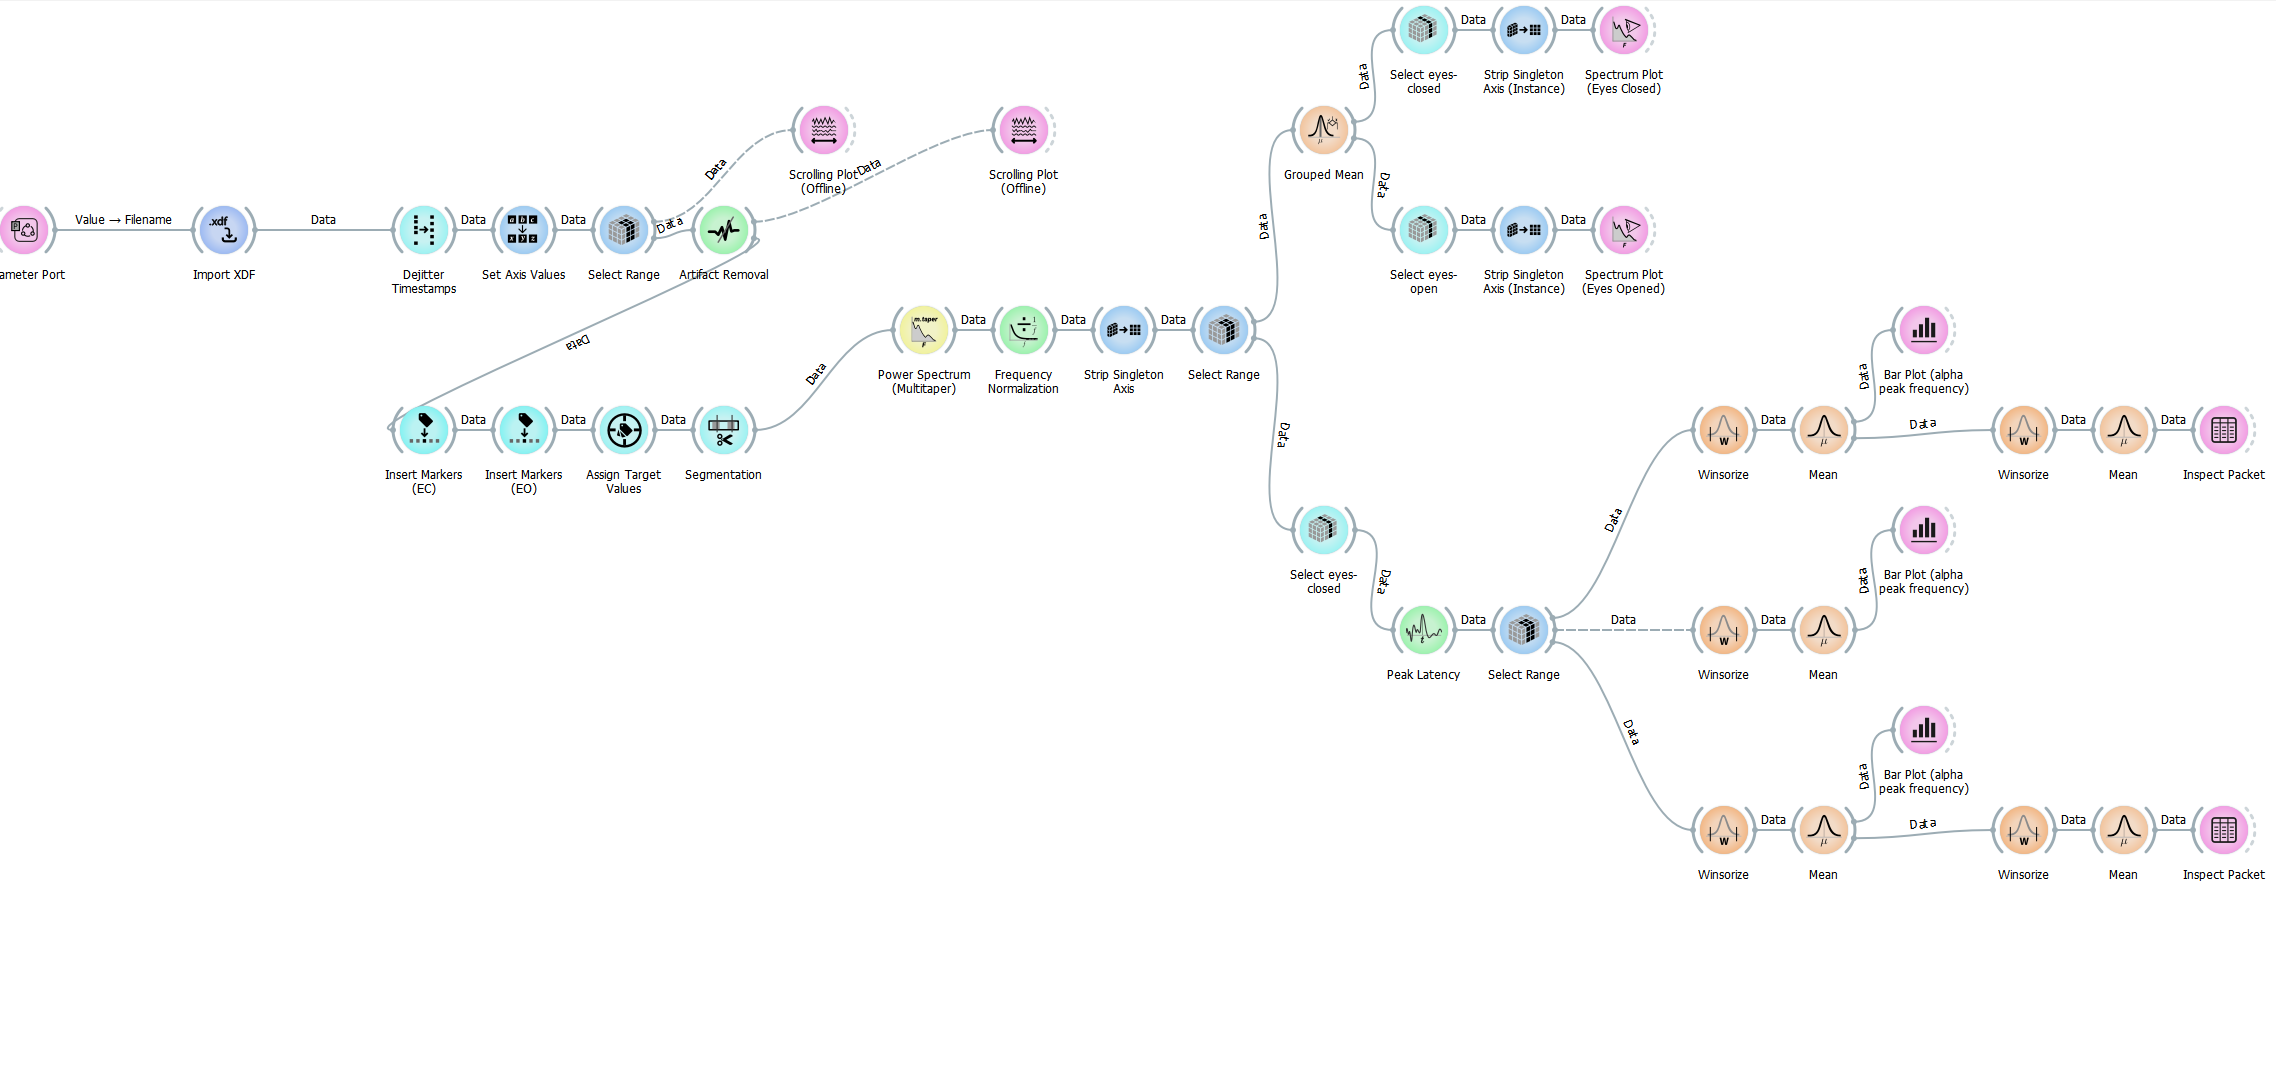 Data
Data
Select eyes-
closed
Strip Singleton
Axis (Instance)
Spectrum Plot
(Eyes Closed)
Data
Data
Data
Scrolling Plot
(Offline)
Scrolling Plot
(Offline)
Grouped Mean
Data
Value → Filename
Data
Data
Data
Data
Data
Data
Data
ameter Port
.xdf
Import XDF
a b c
x y z
Dejitter
Timestamps
Set Axis Values
Select Range
Artifact Removal
Select eyes-
open
Strip Singleton
Axis (Instance)
Spectrum Plot
(Eyes Opened)
Data
Data
Data
Data
m.taper
Power Spectrum
(Multitaper)
Frequency
Normalization
Strip Singleton
Axis
Select Range
Data
Data
Bar Plot (alpha
peak frequency)
Data
Data
Data
Insert Markers
(EC)
Insert Markers
(EO)
Assign Target
Values
Segmentation
Data
Data
Data
Data
Data
W
μ
W
μ
Winsorize
Mean
Winsorize
Mean
Inspect Packet
Data
Select eyes-
closed
Data
Data
Bar Plot (alpha
peak frequency)
Data
Data
Data
Data
t
W
μ
Peak Latency
Select Range
Winsorize
Mean
Data
Data
Bar Plot (alpha
peak frequency)
Data
Data
Data
Data
W
μ
W
μ
Winsorize
Mean
Winsorize
Mean
Inspect Packet